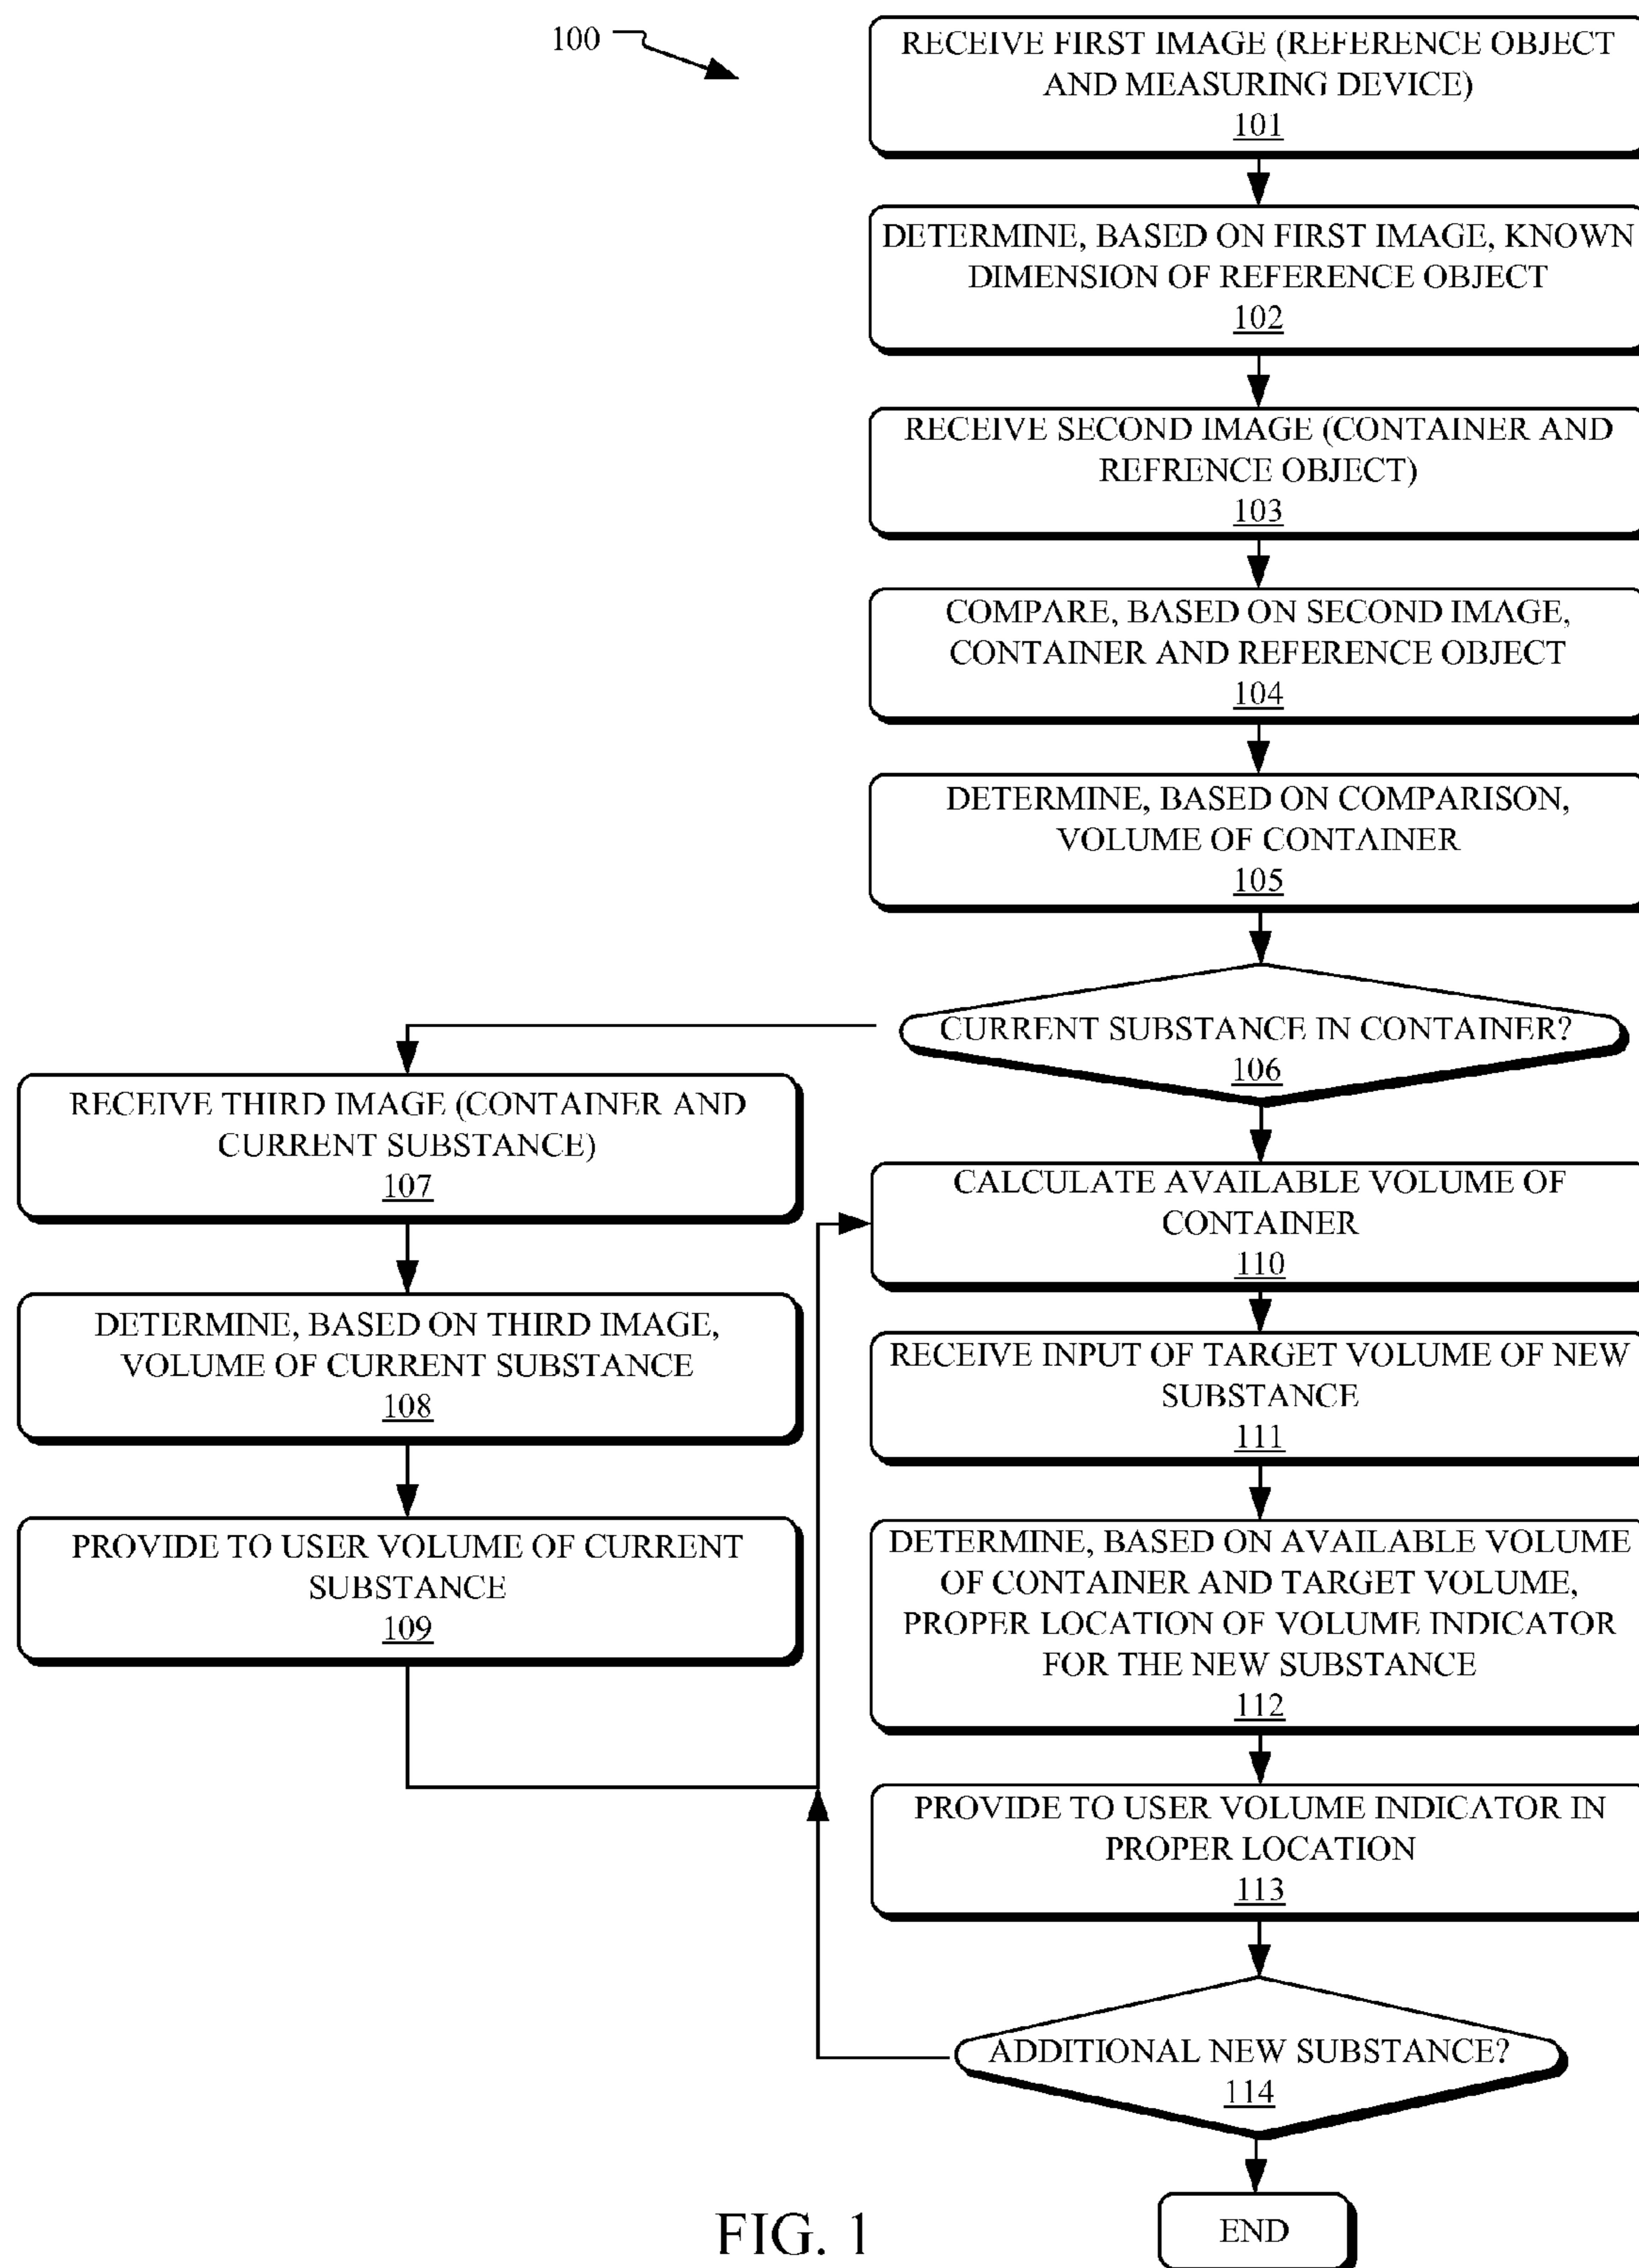 100
RECEIVE FIRST IMAGE (REFERENCE OBJECT
AND MEASURING DEVICE)
101
DETERMINE, BASED ON FIRST IMAGE, KNOWN
DIMENSION OF REFERENCE OBJECT
102
RECEIVE SECOND IMAGE (CONTAINER AND
REFRENCE OBJECT)
103
COMPARE, BASED ON SECOND IMAGE,
CONTAINER AND REFERENCE OBJECT
104
DETERMINE, BASED ON COMPARISON,
VOLUME OF CONTAINER
105
CURRENT SUBSTANCE IN CONTAINER?
106
RECEIVE THIRD IMAGE (CONTAINER AND
CURRENT SUBSTANCE)
107
DETERMINE, BASED ON THIRD IMAGE,
VOLUME OF CURRENT SUBSTANCE
108
PROVIDE TO USER VOLUME OF CURRENT
SUBSTANCE
109
CALCULATE AVAILABLE VOLUME OF
CONTAINER
110
RECEIVE INPUT OF TARGET VOLUME OF NEW
SUBSTANCE
111
DETERMINE, BASED ON AVAILABLE VOLUME
OF CONTAINER AND TARGET VOLUME,
PROPER LOCATION OF VOLUME INDICATOR
FOR THE NEW SUBSTANCE
112
PROVIDE TO USER VOLUME INDICATOR IN
PROPER LOCATION
113
ADDITIONAL NEW SUBSTANCE?
114
END
FIG. 1